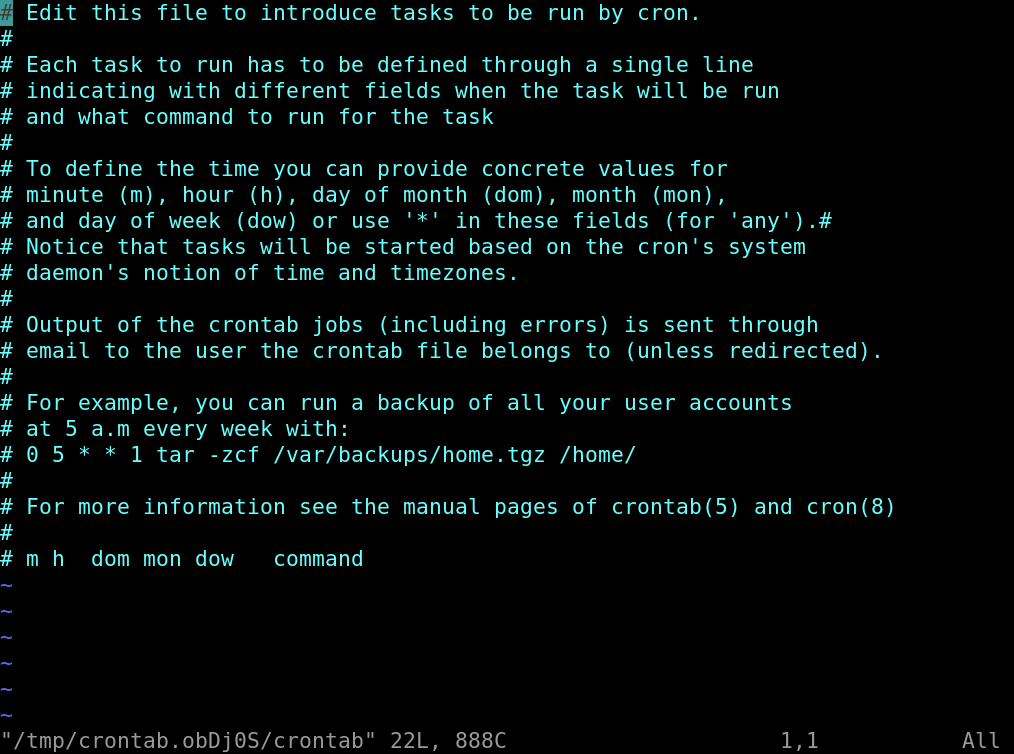 # Edit this file to introduce tasks to be run by cron.
#
# Each task to run has to be defined through a single line
# indicating with different fields when the task will be run
# and what command to run for the task
#
# To define the time you can provide concrete values for
# minute (m), hour (h), day of month (dom), month (mon),
# and day of week (dow) or use '*' in these fields (for 'any').#
# Notice that tasks will be started based on the cron's system
# daemon's notion of time and timezones.
#
# Output of the crontab jobs (including errors) is sent through
# email to the user the crontab file belongs to (unless redirected).
#
# For example, you can run a backup of all your user accounts
# at 5 a.m every week with:
# 0 5 * * 1 tar -zcf /var/backups/home.tgz /home/
#
# For more information see the manual pages of crontab(5) and cron(8)
#
# m h  dom mon dow   command
~
~
~
~
~
~
"/tmp/crontab.obDj0S/crontab" 22L, 888C 1,1 All